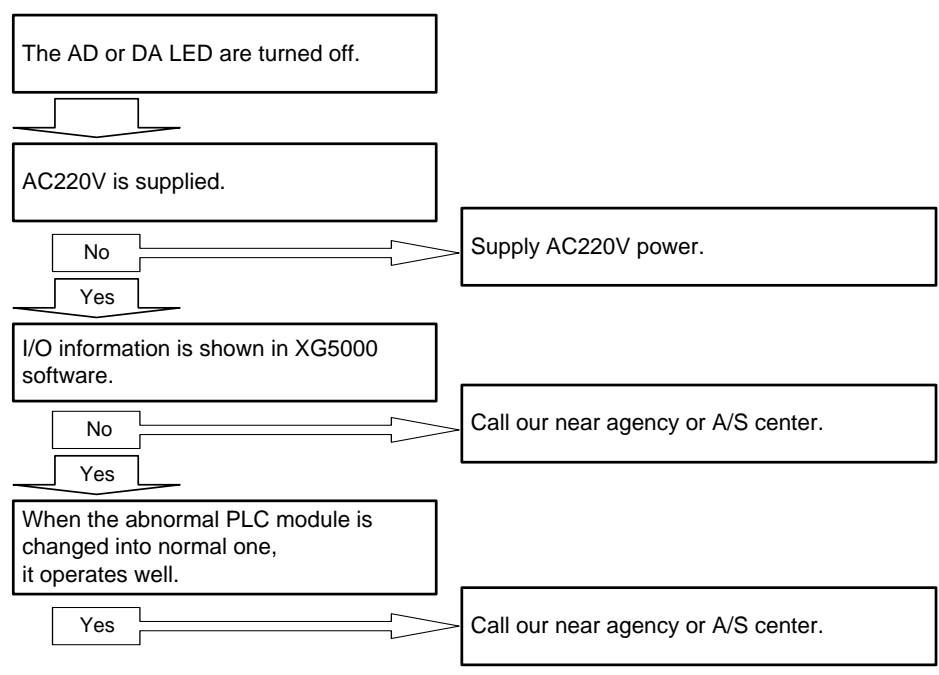 The AD or DA LED are turned off.
AC220V is supplied.
No
Supply AC220V power.
Yes
I/O information is shown in XG5000
software.
No
Call our near agency or A/S center.
Yes
When the abnormal PLC module is
changed into normal one,
it operates well.
Yes
Call our near agency or A/S center.